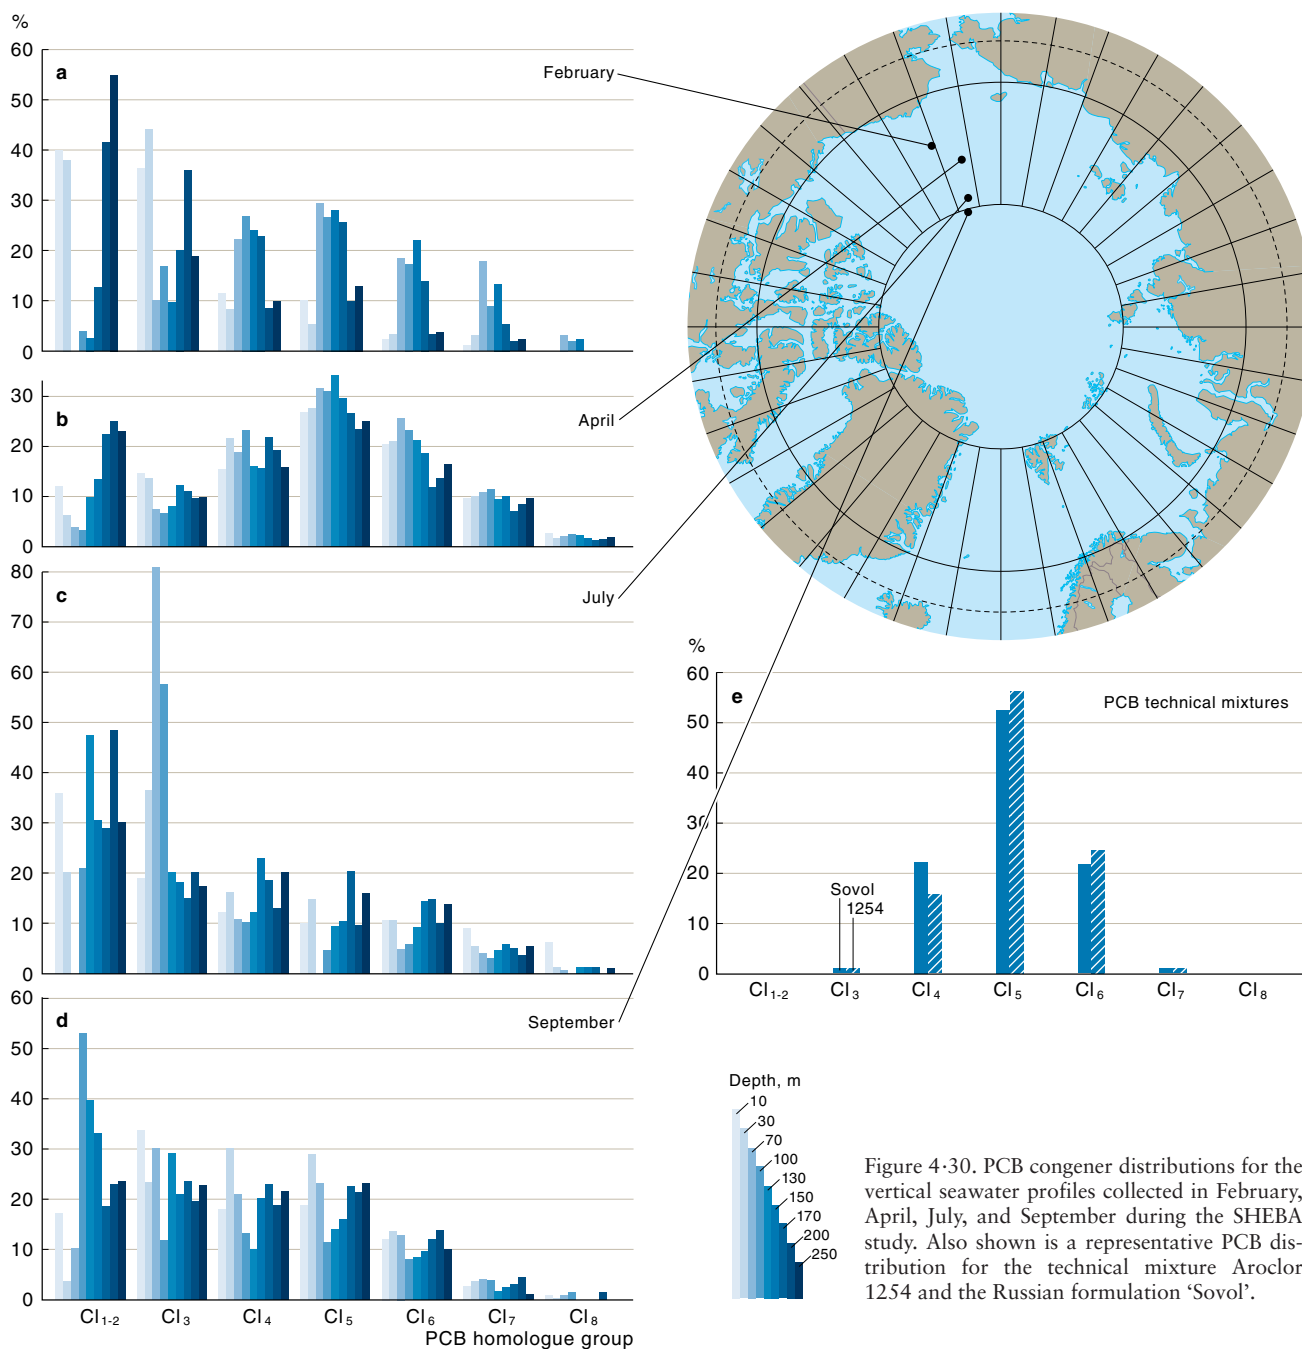 %
60
50
40
30
20
10
0
a
February
30
20
10
0
b
April
80
70
60
50
40
30
20
10
0
c
July
60
50
40
30
20
10
0
d
September
Cl1-2 Cl3 Cl4 Cl5 Cl6 Cl7 Cl8
PCB homologue group
%
60
50
40
30
20
10
0
e
PCB technical mixtures
Sovol
1254
Cl1-2 Cl3 Cl4 Cl5 Cl6 Cl7 Cl8
Depth, m
10
30
70
100
130
150
170
200
250
Figure 4·30. PCB congener distributions for the
vertical seawater profiles collected in February,
April, July, and September during the SHEBA
study. Also shown is a representative PCB dis-
tribution for the technical mixture Aroclor
1254 and the Russian formulation ‘Sovol’.